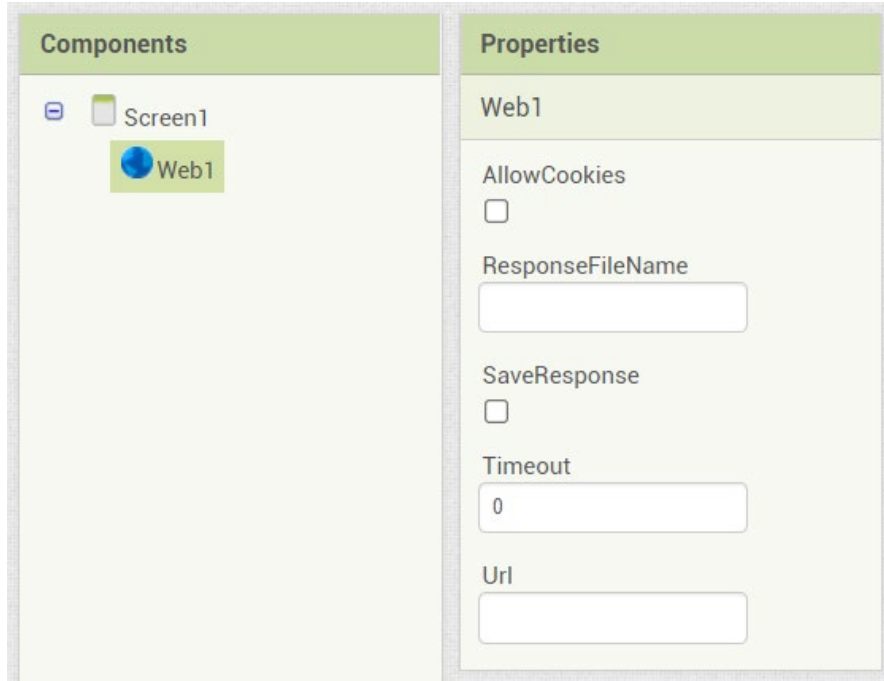 Components
Screen1
Web1
Properties
Web1
AllowCookies
ResponseFileName
SaveResponse
Timeout
0
Url